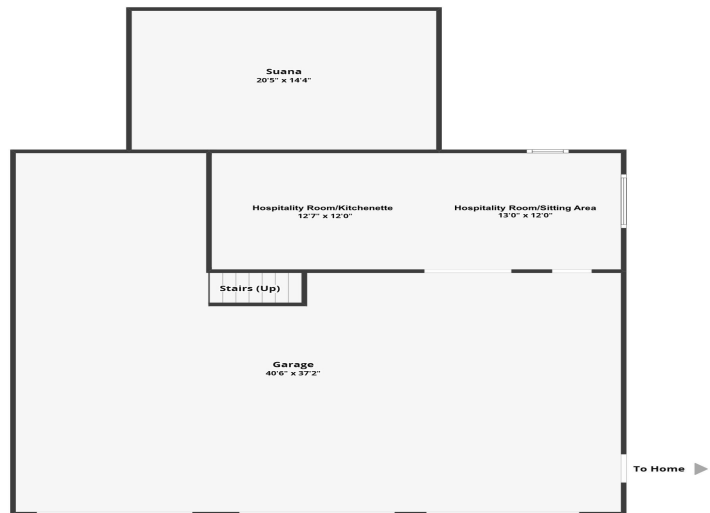 Suana
20'5" x 14'4"
Hospitality Room/Kitchenette
12'7" x 12'0"
Hospitality Room/Sitting Area
13'0" x 12'0"
Stairs (Up)
Garage
40'6" x 37'2"
To Home